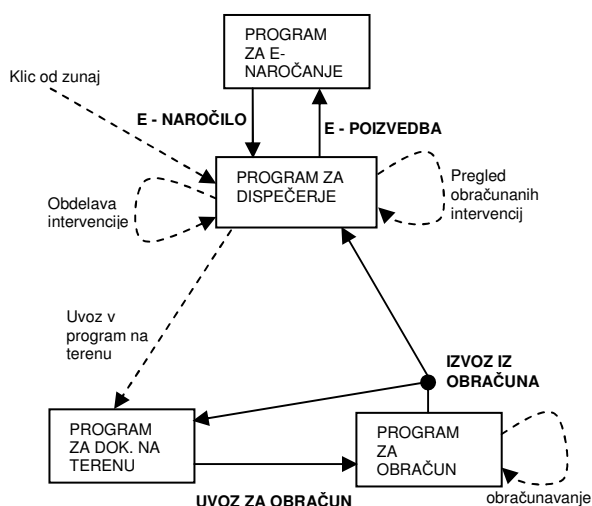 PROGRAM
ZA E-
NAROČANJE
Klic od zunaj
E - NAROČILO
E - POIZVEDBA
PROGRAM ZA
DISPEČERJE
Pregled
obračunanih
intervencij
Obdelava
intervencije
Uvoz v
program na
terenu
IZVOZ IZ
OBRAČUNA
PROGRAM
ZA DOK. NA
TERENU
PROGRAM
ZA
OBRAČUN
UVOZ ZA OBRAČUN
obračunavanje